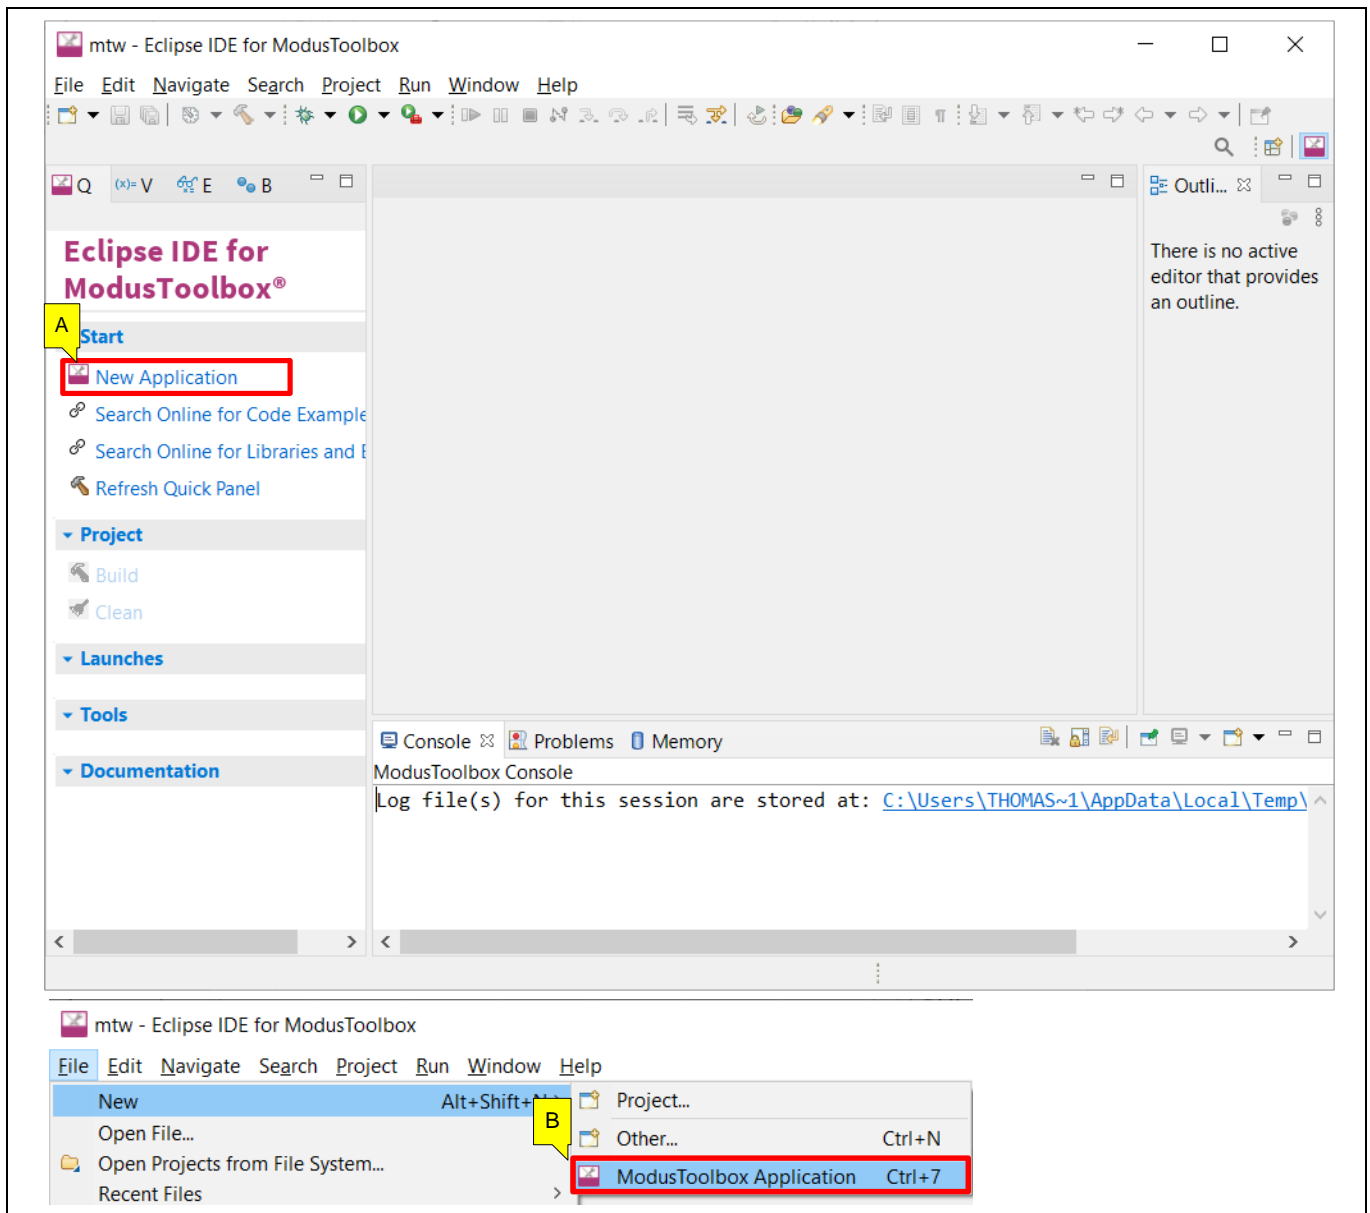 mtw - Eclipse IDE for ModusToolbox
File Edit Navigate Search Project Run Window Help
Q (x)= V E B
Outli...
Eclipse IDE for
ModusToolbox®
There is no active
editor that provides
an outline.
A
Start
New Application
Search Online for Code Example
Search Online for Libraries and
Refresh Quick Panel
Project
Build
Clean
Launches
Tools
Documentation
Console Problems Memory
ModusToolbox Console
Log file(s) for this session are stored at: C:\Users\THOMAS~1\AppData\Local\Temp\
mtw - Eclipse IDE for ModusToolbox
File Edit Navigate Search Project Run Window Help
New Alt+Shift+N
Project...
B
Open File...
Other... Ctrl+N
Open Projects from File System...
ModusToolbox Application Ctrl+7
Recent Files